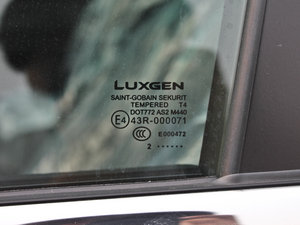 LUXGEN
SAINT-GOBAIN SEKURIT
TEMPERED T4
DOT772 AS2 M440
E4 43R-000071
CCC E000472
2 ......